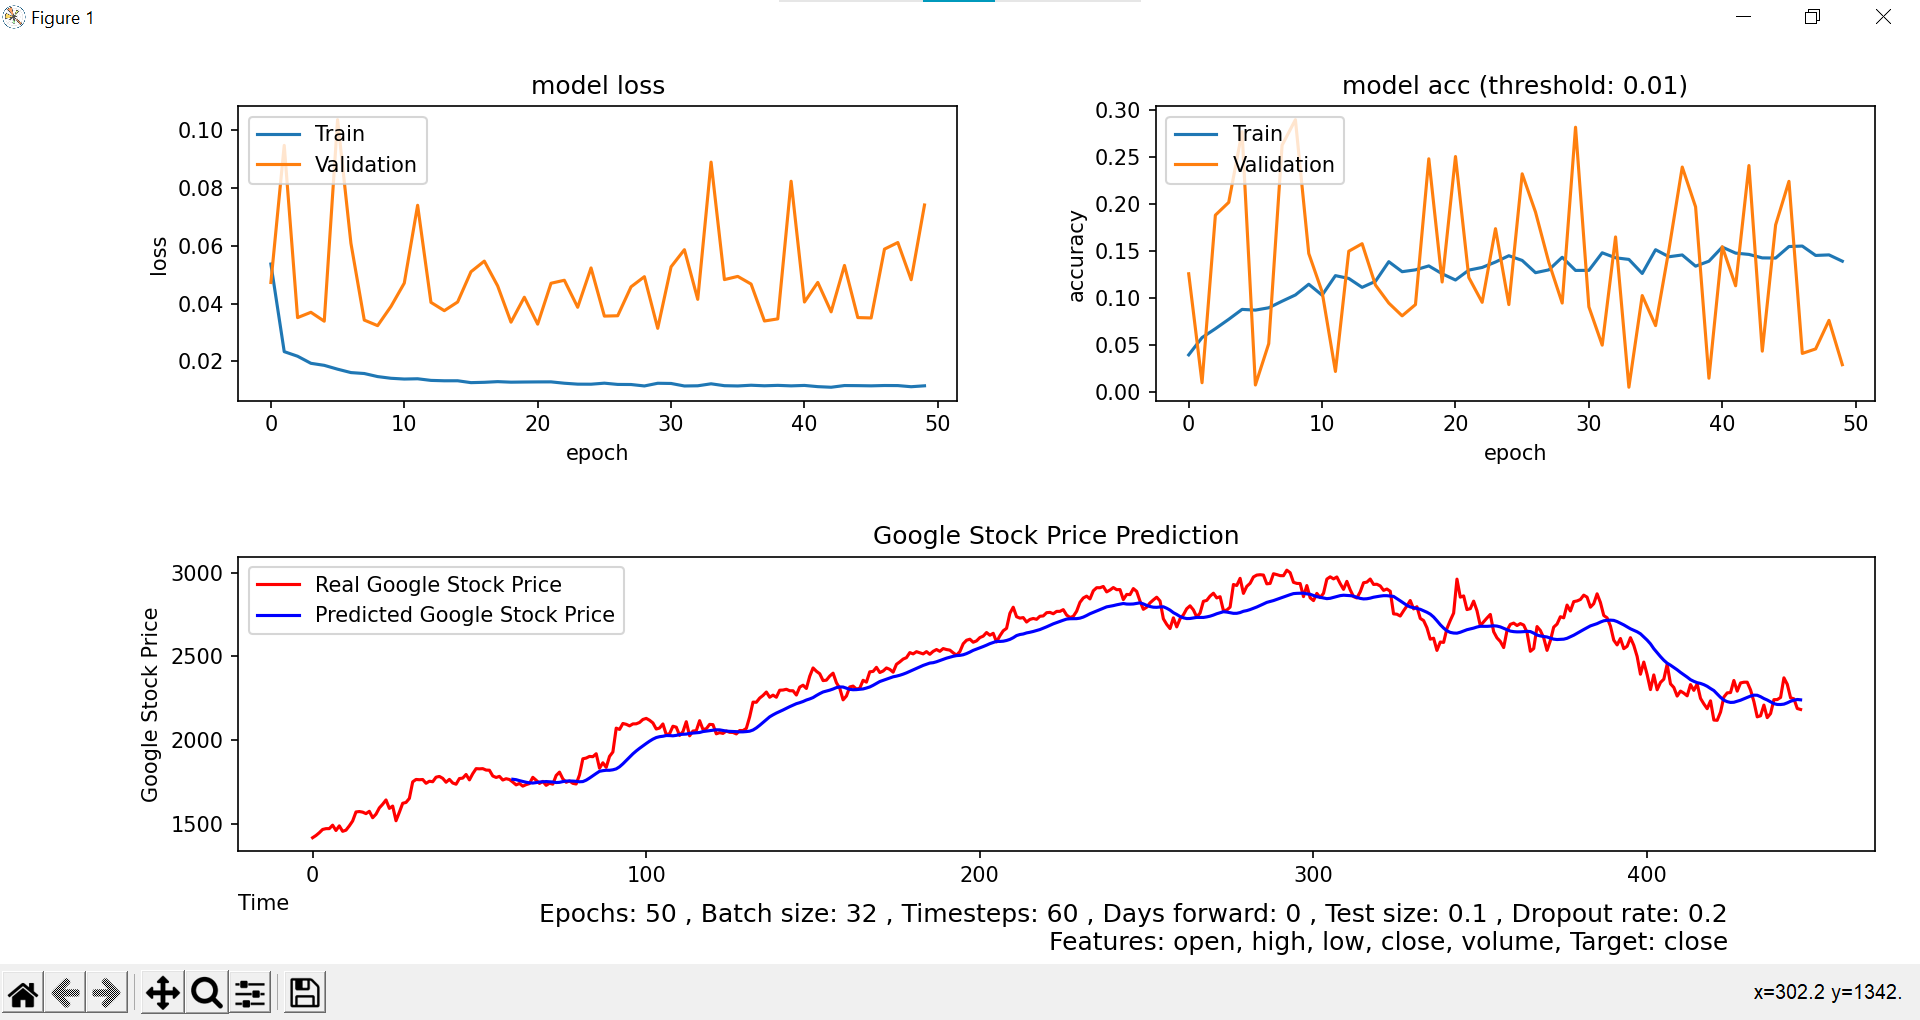 Figure 1
model loss
0.10
0.08
0.06
0.04
0.02
loss
Train
Validation
0 10 20 30 40 50
epoch
model acc (threshold: 0.01)
0.30
0.25
0.20
0.15
0.10
0.05
0.00
accuracy
Train
Validation
0 10 20 30 40 50
epoch
Google Stock Price Prediction
3000
2500
2000
1500
Google Stock Price
Real Google Stock Price
Predicted Google Stock Price
0 100 200 300 400
Time
Epochs: 50 , Batch size: 32 , Timesteps: 60 , Days forward: 0 , Test size: 0.1 , Dropout rate: 0.2
Features: open, high, low, close, volume, Target: close
x=302.2 y=1342.